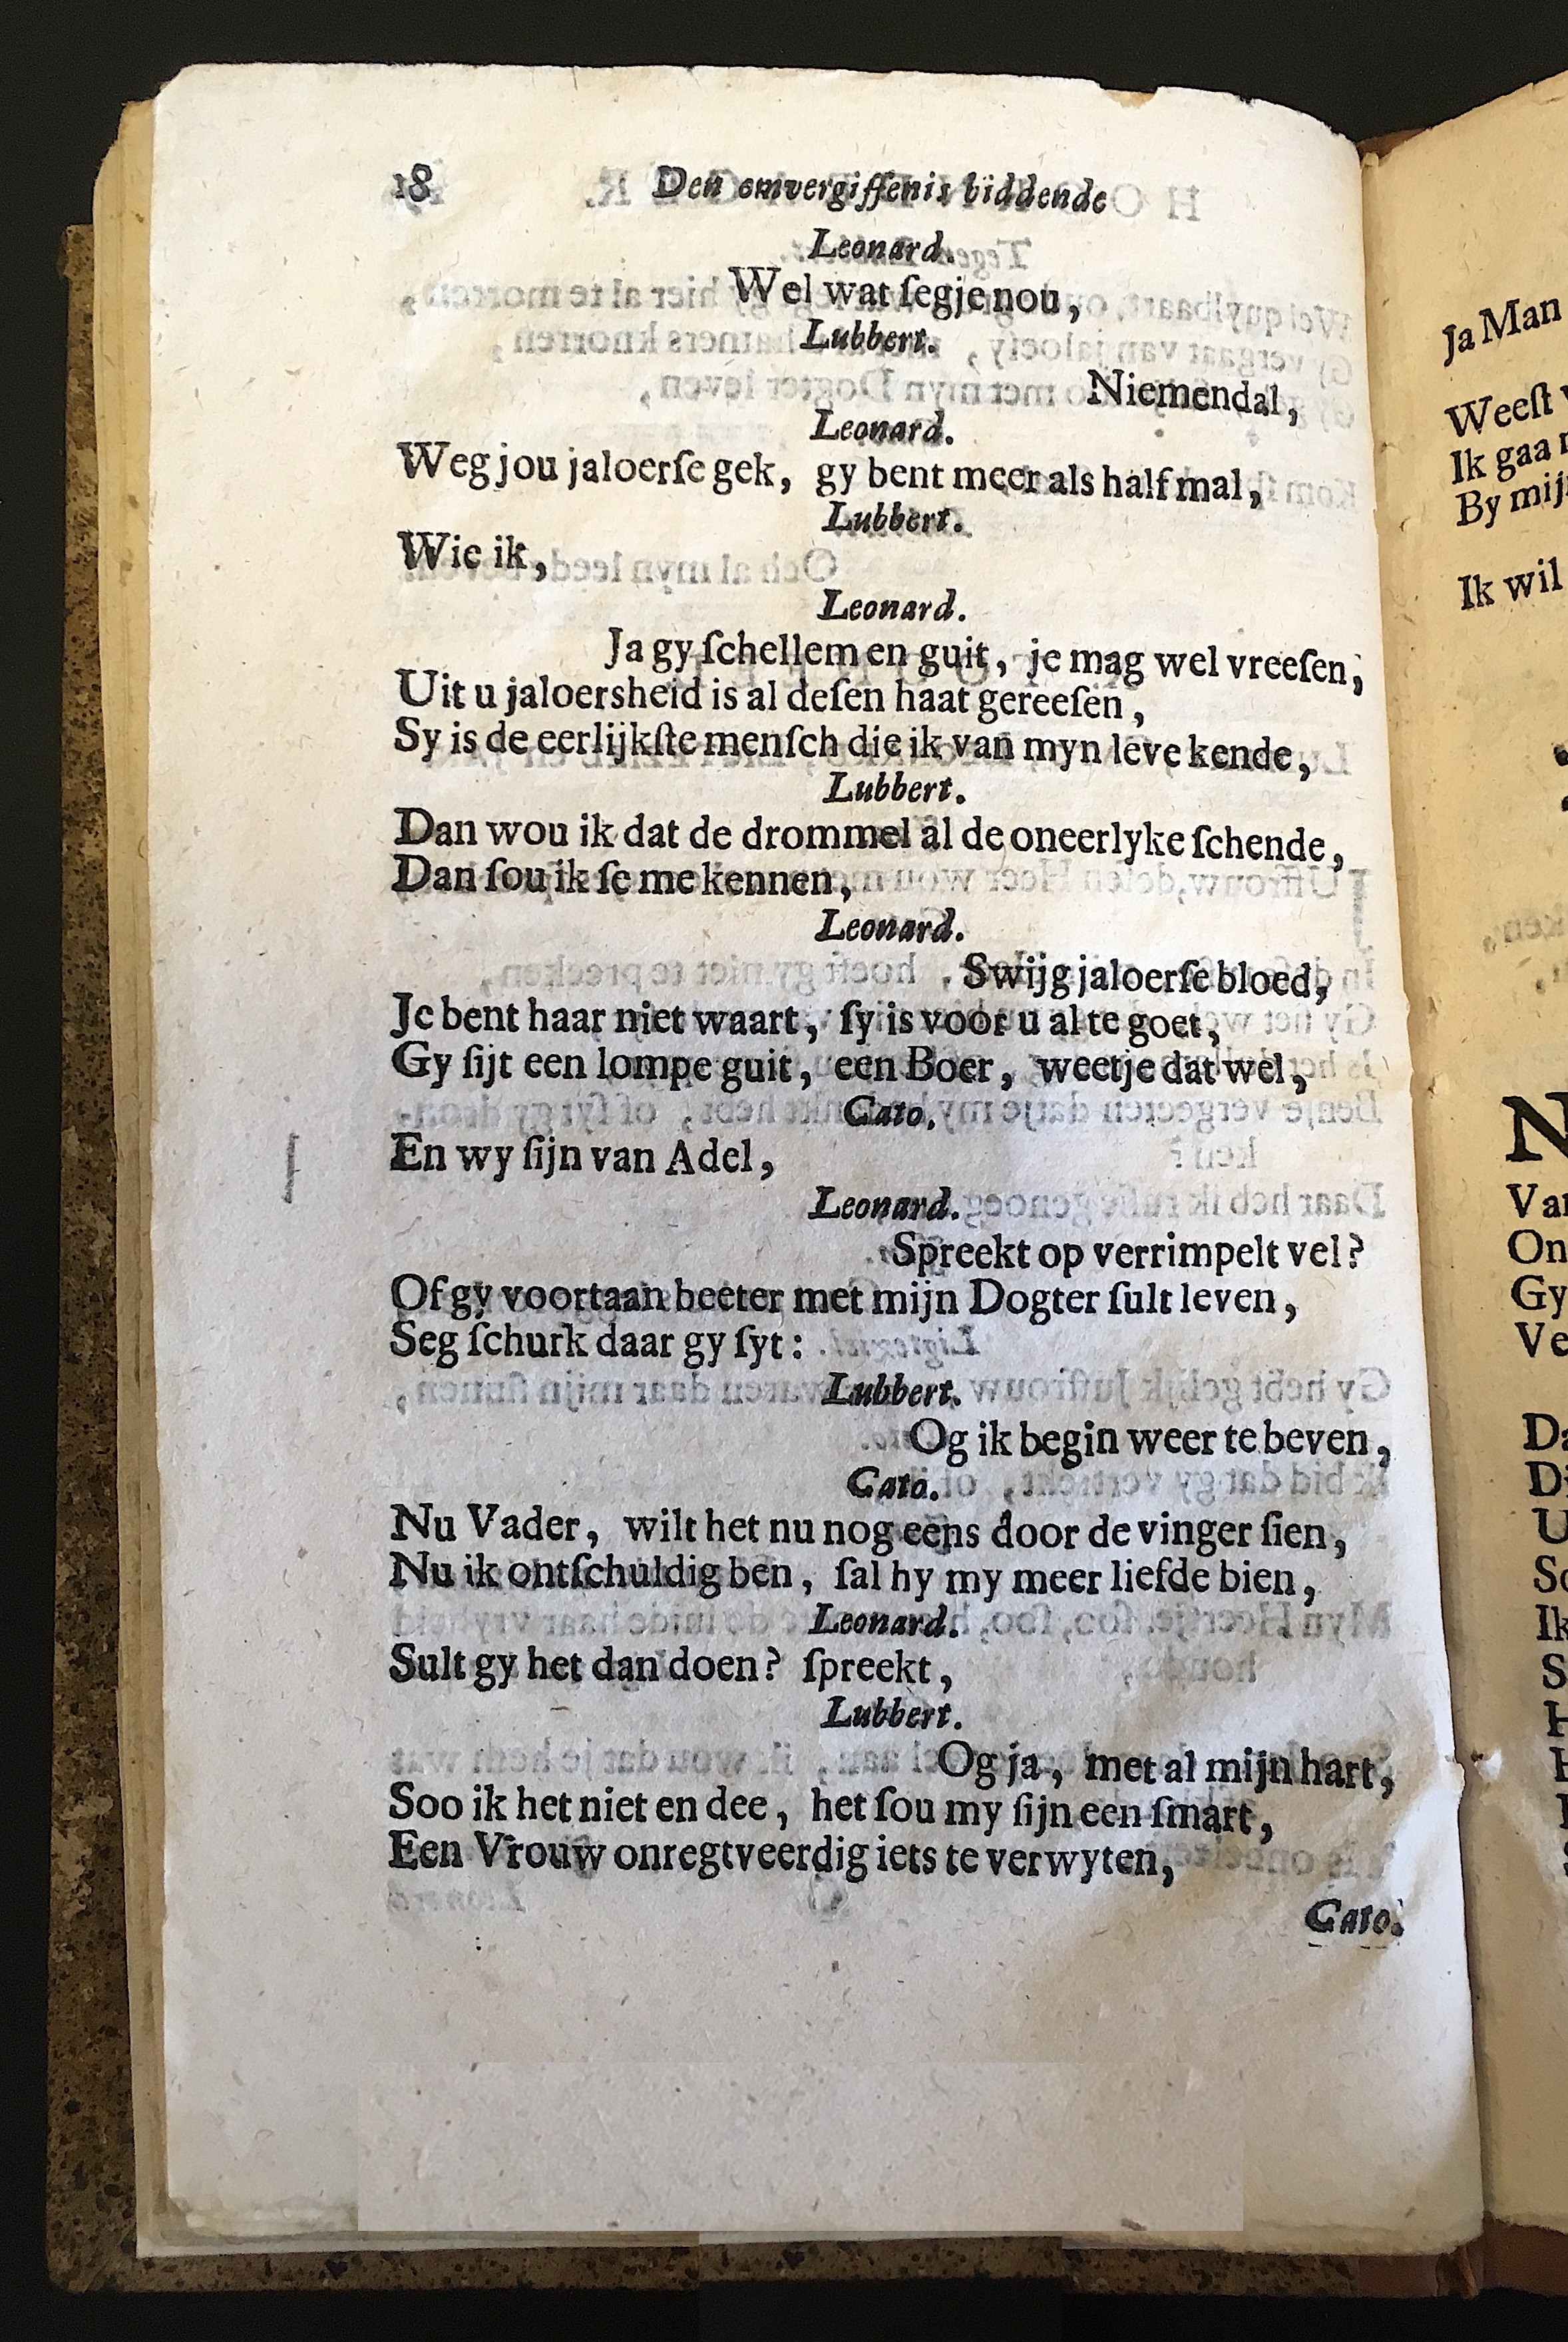 18 Den omvergiffenis biddende
Leonard.
Wel wat ſegje nou,
Lubbert.
Niemendal,
Leonard.
Weg jou jaloerſe gek, gy bent meer als half mal,
Lubbert.
Wie ik,
Leonard.
Ja gy ſchellem en guit, je mag wel vreeſen,
Uit u jaloersheid is al deſen haat gereeſen,
Sy is de eerlijkſte menſch die ik van myn leve kende,
Lubbert.
Dan wou ik dat de drommel al de oneerlyke ſchende,
Dan ſou ik ſe me kennen,
Leonard.
Swijg jaloerſe bloed,
Je bent haar niet waart, ſy is voor u al te goet,
Gy ſijt een lompe guit, een Boer, weetje dat wel,
Cato.
En wy ſijn van Adel,
Leonard.
Spreekt op verrimpelt vel?
Of gy voortaan beeter met mijn Dogter ſult leven,
Seg ſchurk daar gy ſyt:
Lubbert.
Og ik begin weer te beven,
Cato.
Nu Vader, wilt het nu nog eens door de vinger ſien,
Nu ik ontſchuldig ben, ſal hy my meer liefde bien,
Leonard.
Sult gy het dan doen? ſpreekt,
Lubbert.
Og ja, met al mijn hart,
Soo ik het niet en dee, het ſou my ſijn een ſmart,
Een Vrouw onregtveerdig iets te verwyten,
Cato.
Ja Man
Weeſt
Ik gaa
By mij
Ik wil
N
Va
On
Gy
Ve
Da
D
U
So
Ik
S
H